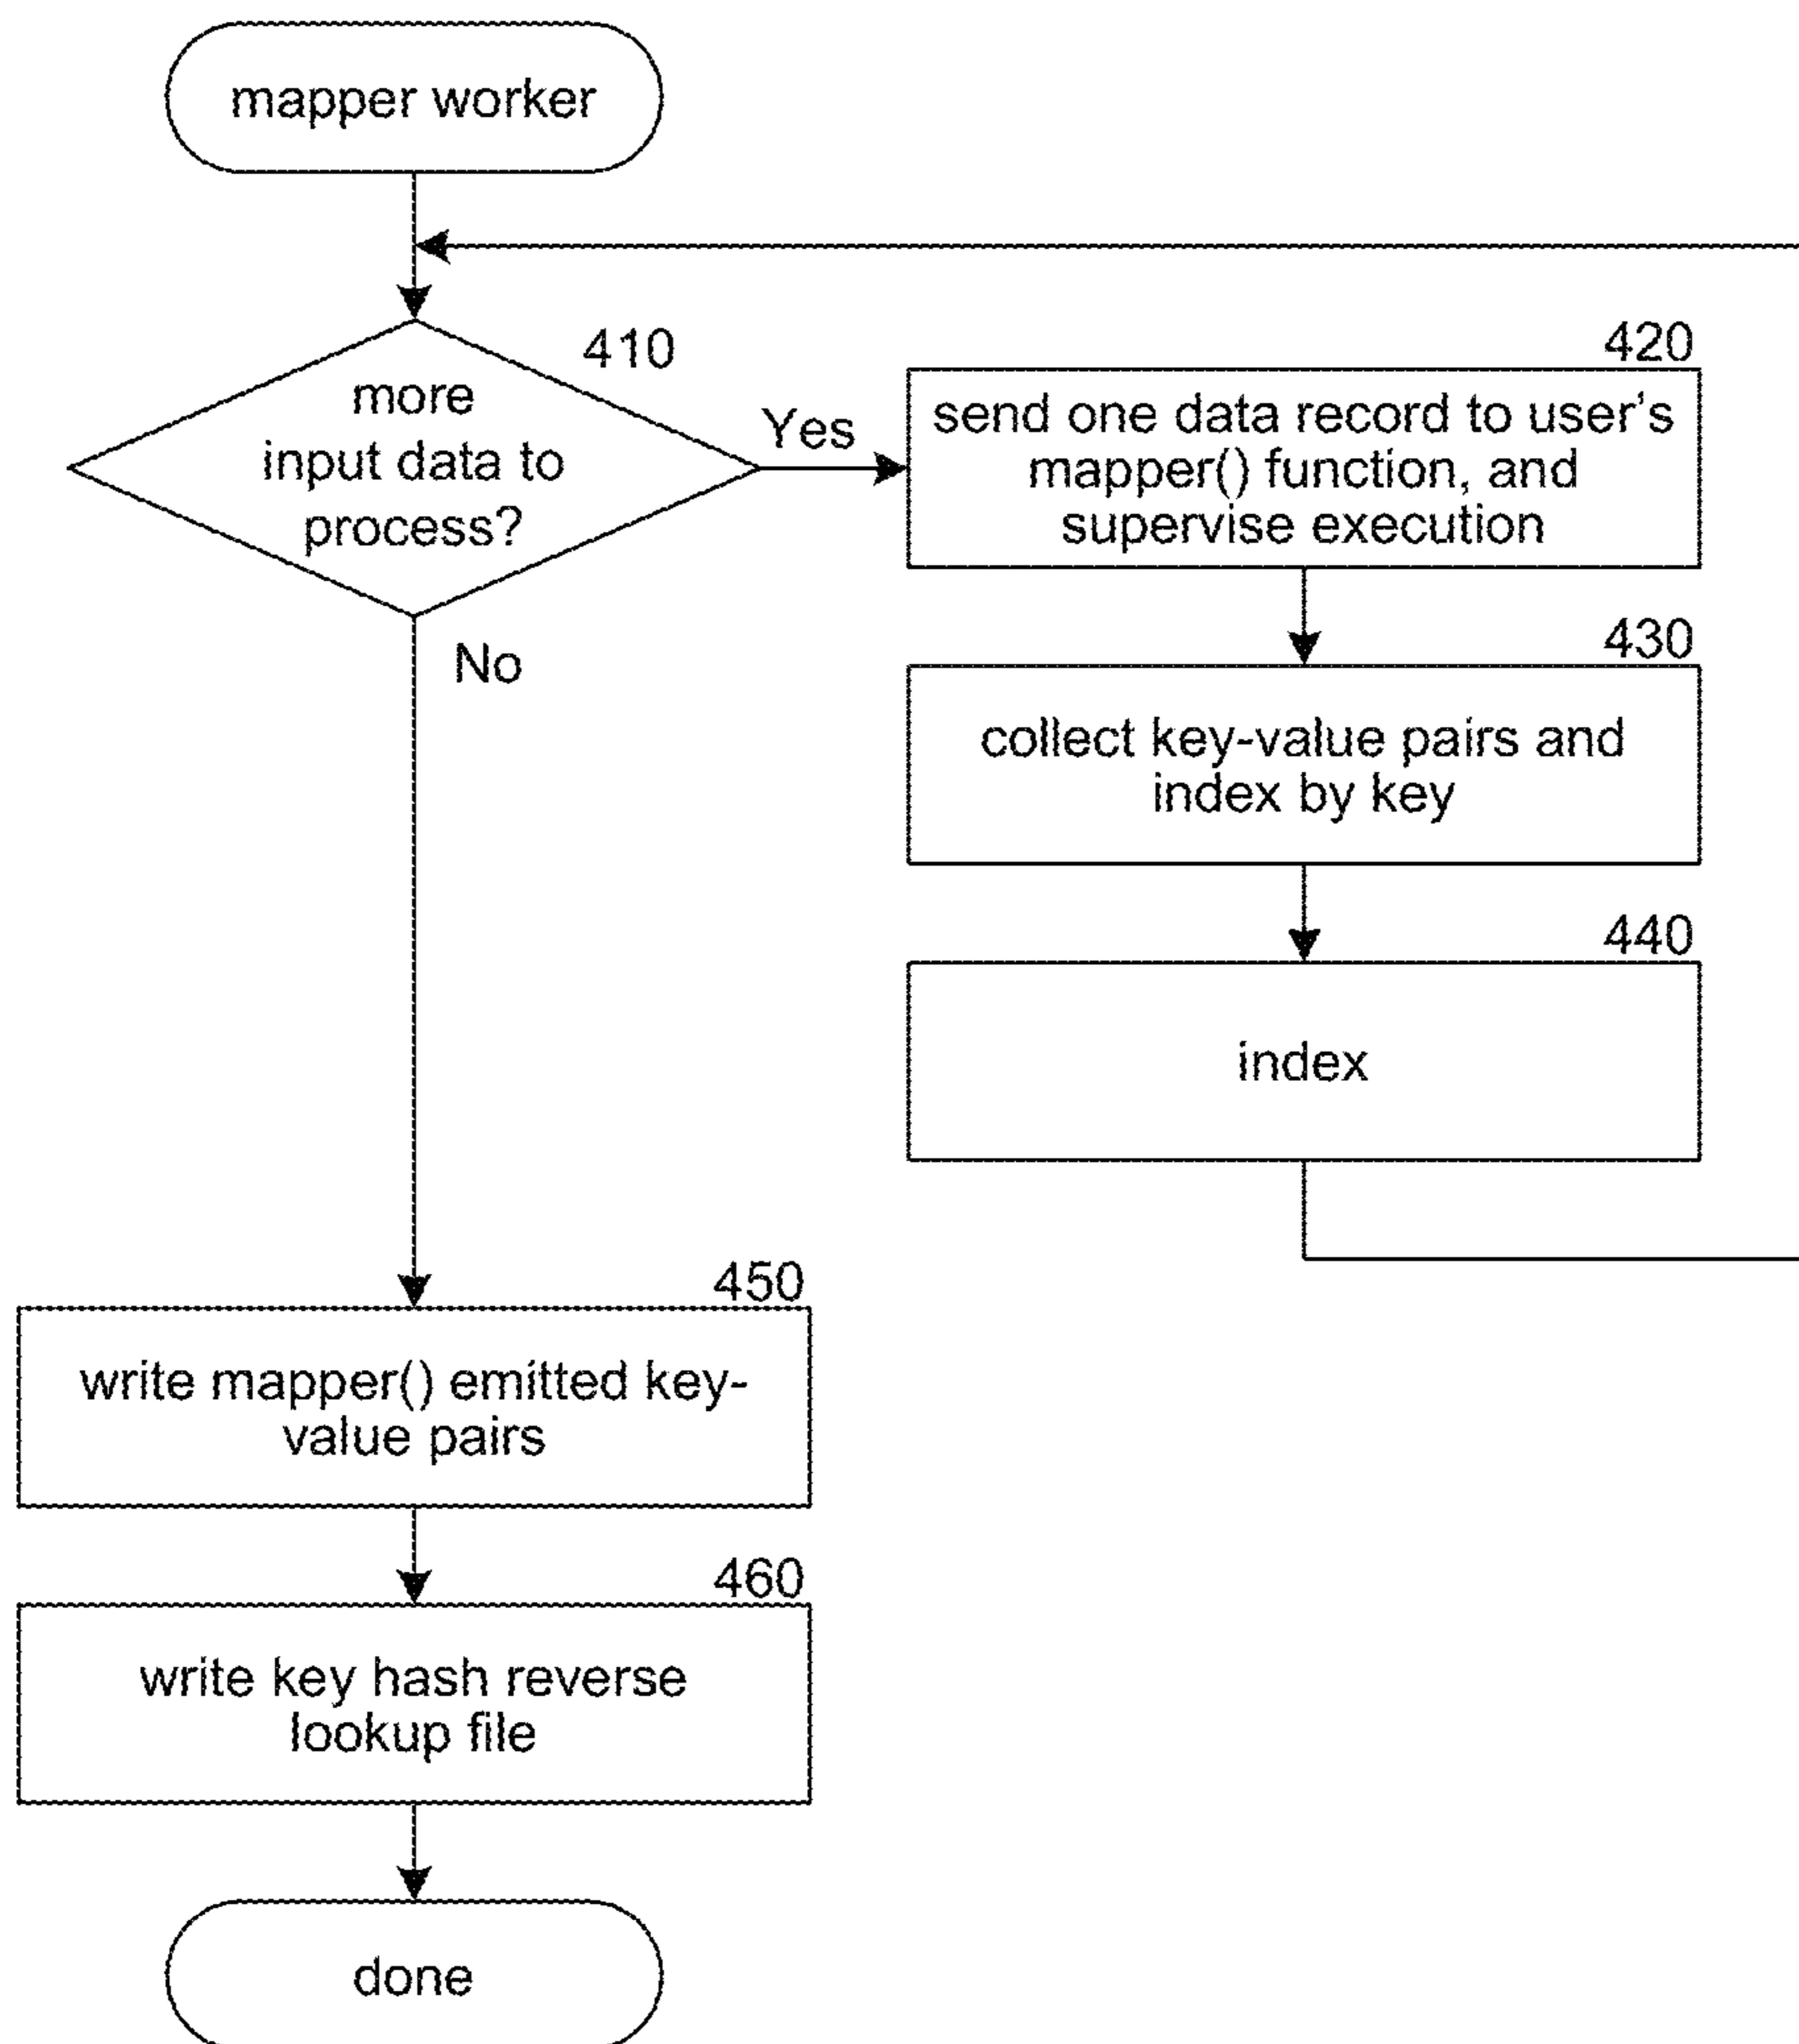 mapper worker
410
more
input data to
process?
Yes
No
420
send one data record to user's
mapper() function, and
supervise execution
430
collect key-value pairs and
index by key
440
index
450
write mapper() emitted key-
value pairs
460
write key hash reverse
lookup file
done